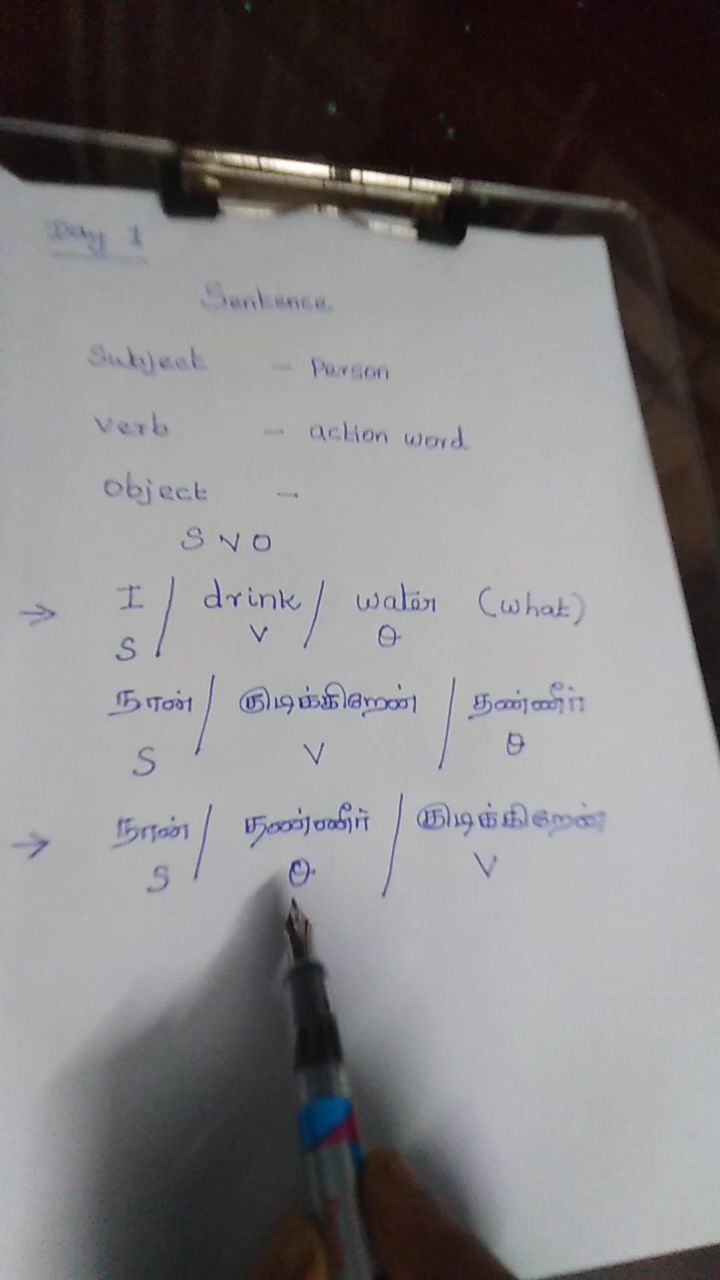 Day 1
Sentence
Subject - Person
Verb - action word
Object -
S V O
→ I / drink / water (what)
S V O
நான் / குடிக்கிறேன் / தண்ணீர்
S V O
→ நான் / தண்ணீர் / குடிக்கிறேன்
S O V